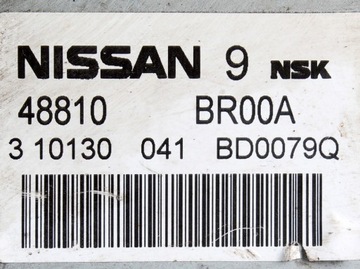 NISSAN 9 NSK
48810 BR00A
3 10130 041 BD0079Q